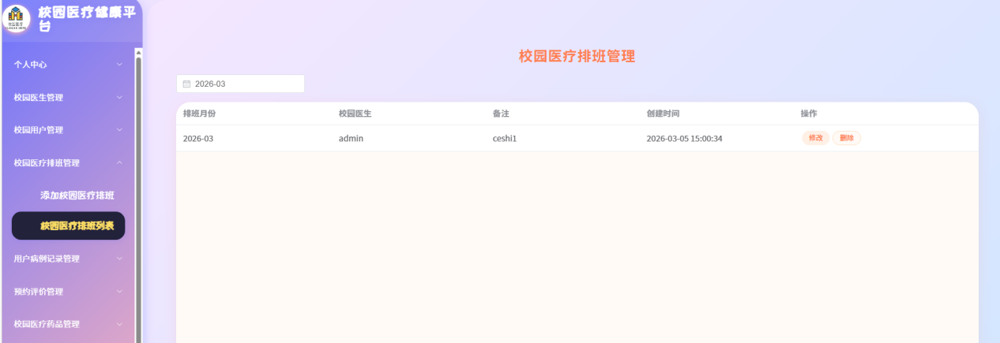 校园医疗健康平
台
校园医疗
个人中心
校园医生管理
校园用户管理
校园医疗排班管理
添加校园医疗排班
校园医疗排班列表
用户病例记录管理
预约评价管理
校园医疗药品管理
校园医疗排班管理
2026-03
排班月份 校园医生 备注 创建时间 操作
2026-03 admin ceshi1 2026-03-05 15:00:34 修改 删除